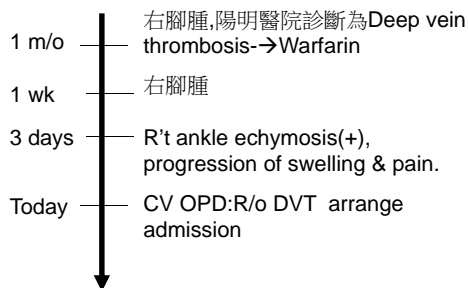 1 m/o
右腳腫,陽明醫院診斷為Deep vein
thrombosis-→Warfarin
1 wk
右腳腫
3 days
R't ankle echymosis(+),
progression of swelling & pain.
Today
CV OPD:R/o DVT arrange
admission